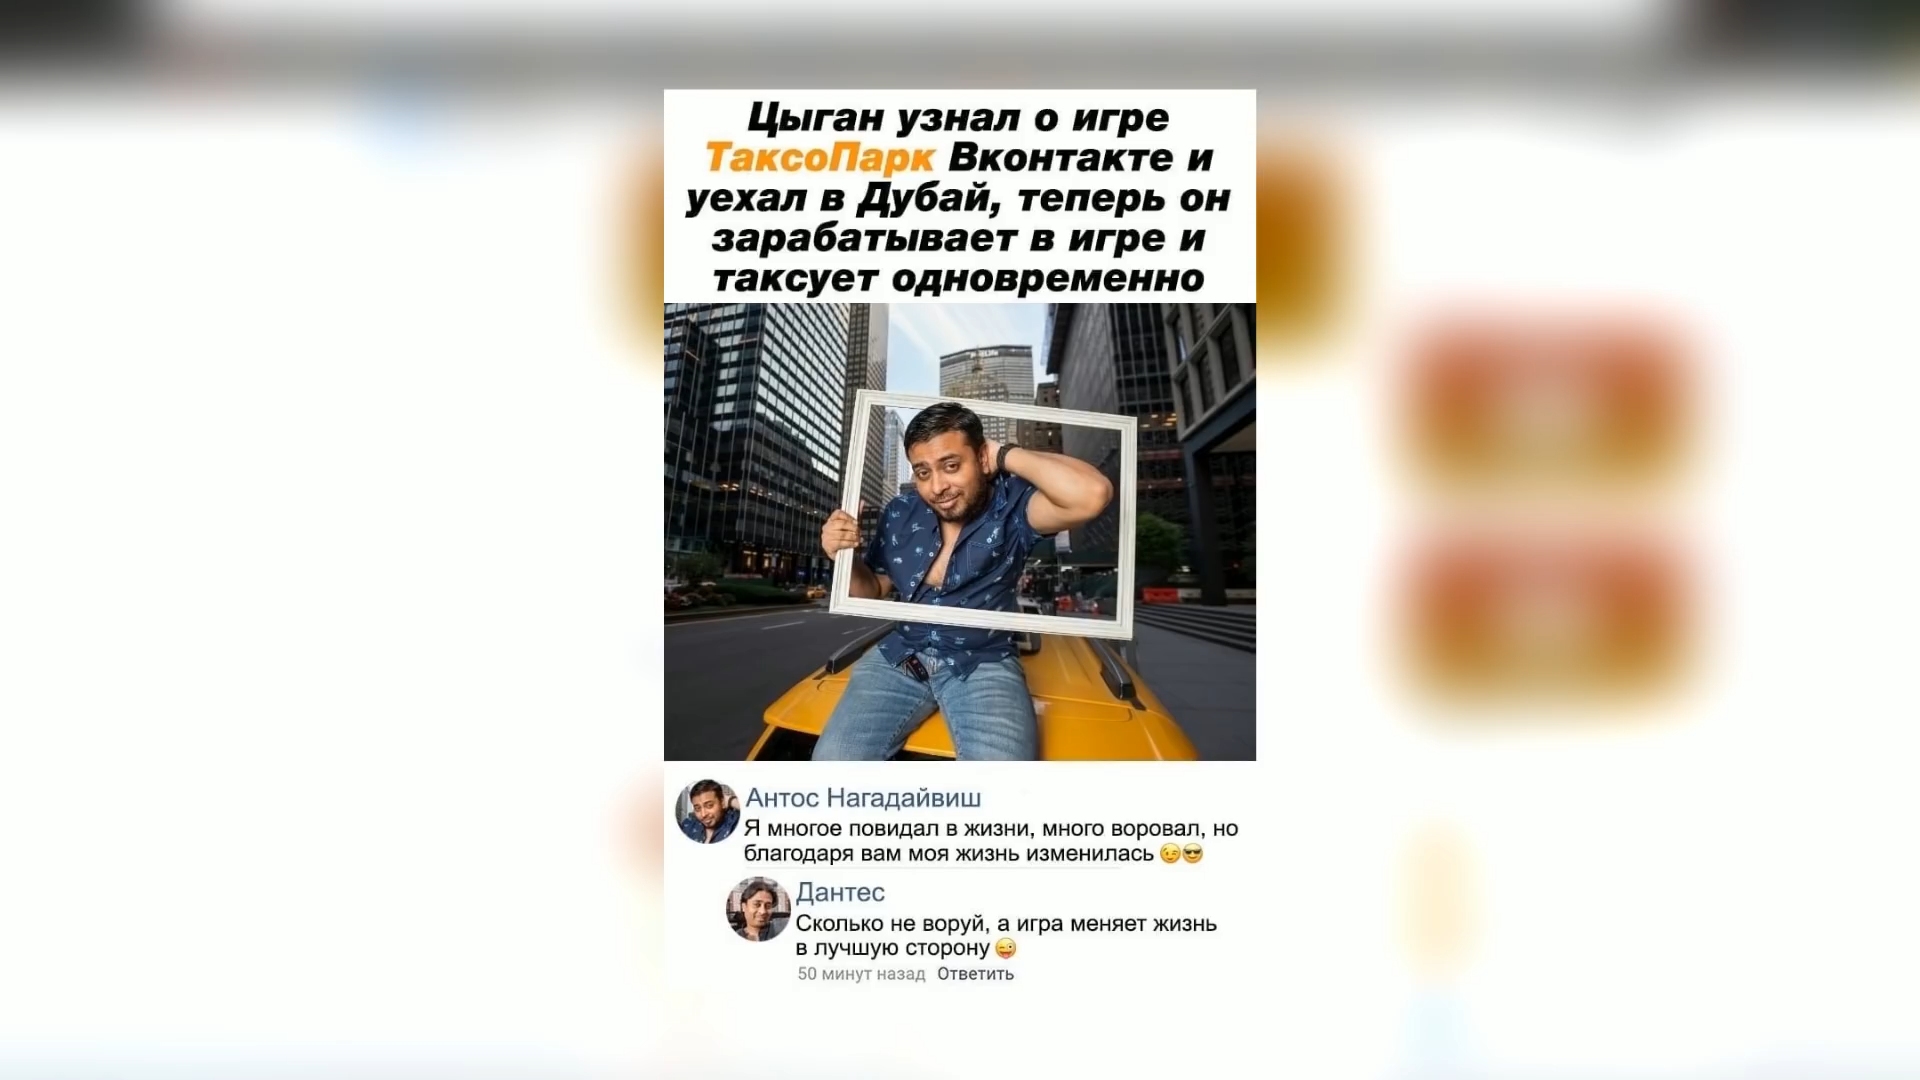 Цыган узнал о игре
ТаксоПарк Вконтакте и
уехал в Дубай, теперь он
зарабатывает в игре и
таксует одновременно
MetLife
Антос Нагадайвиш
Я многое повидал в жизни, много воровал, но
благодаря вам моя жизнь изменилась 😉😎
Дантес
Сколько не воруй, а игра меняет жизнь
в лучшую сторону 😜
50 минут назад Ответить